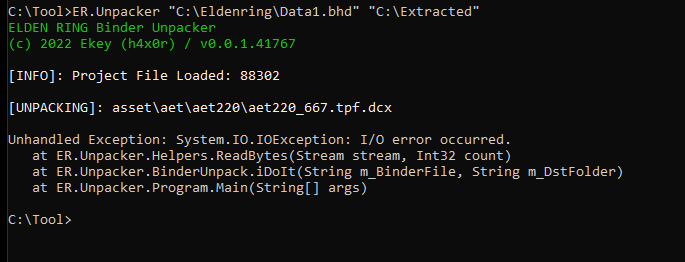 C:\Tool>ER.Unpacker "C:\Eldenring\Data1.bhd" "C:\Extracted"
ELDEN RING Binder Unpacker
(c) 2022 Ekey (h4x0r) / v0.0.1.41767
[INFO]: Project File Loaded: 88302
[UNPACKING]: asset\aet\aet220\aet220_667.tpf.dcx
Unhandled Exception: System.IO.IOException: I/O error occurred.
   at ER.Unpacker.Helpers.ReadBytes(Stream stream, Int32 count)
   at ER.Unpacker.BinderUnpack.iDoIt(String m_BinderFile, String m_DstFolder)
   at ER.Unpacker.Program.Main(String[] args)
C:\Tool>